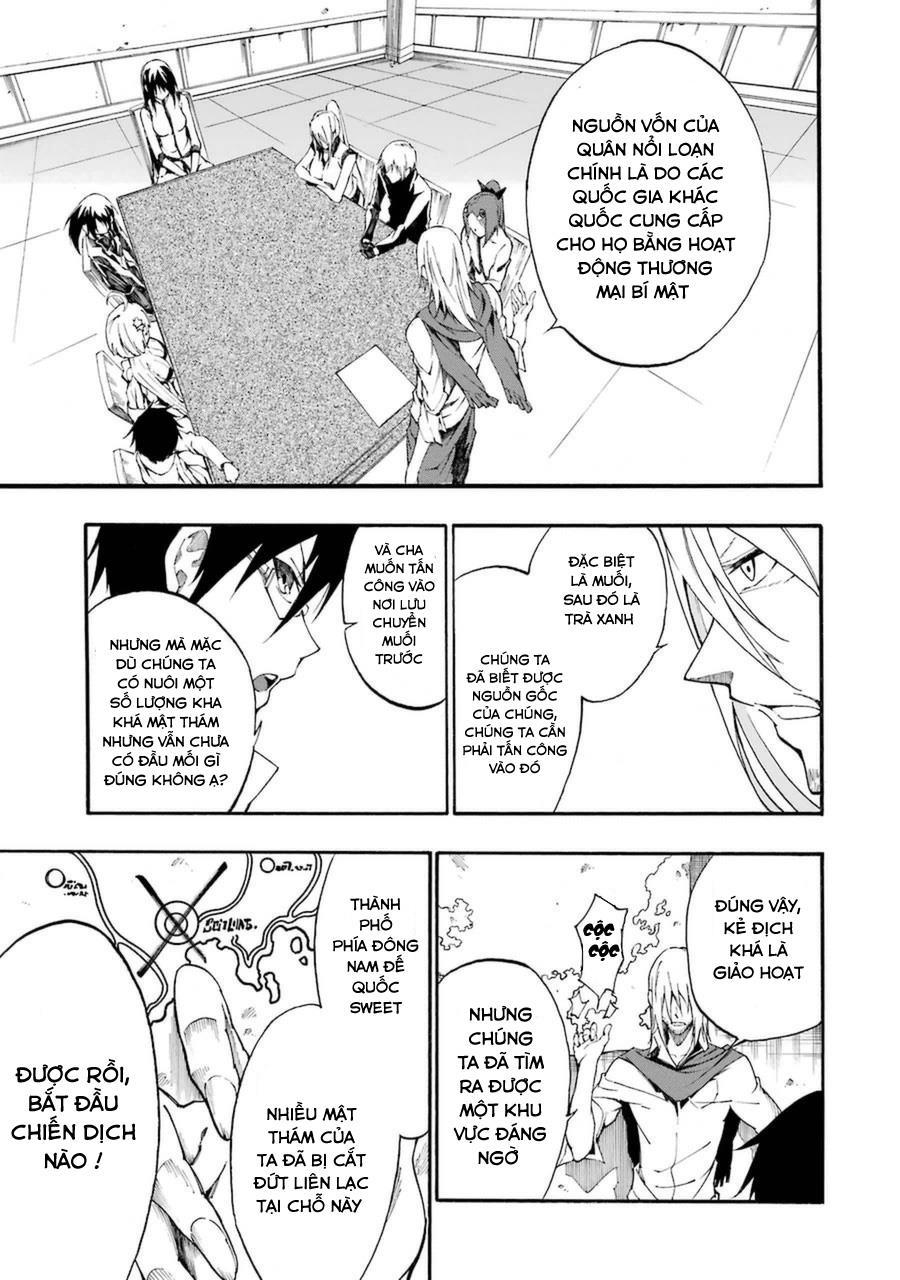 NGUỒN VỐN CỦA
QUÂN NỔI LOẠN
CHÍNH LÀ DO CÁC
QUỐC GIA KHÁC
QUỐC CUNG CẤP
CHO HỌ BẰNG HOẠT
ĐỘNG THƯƠNG
MẠI BÍ MẬT
ĐẶC BIỆT
LÀ MUỐI,
SAU ĐÓ LÀ
TRÀ XANH
CHÚNG TA
ĐÃ BIẾT ĐƯỢC
NGUỒN GỐC
CỦA CHÚNG,
CHÚNG TA CẦN
PHẢI TẤN CÔNG
VÀO ĐÓ
VÀ CHA
MUỐN TẤN
CÔNG VÀO
NƠI LƯU
CHUYỂN
MUỐI
TRƯỚC
NHƯNG MÀ MẶC
DÙ CHÚNG TA
CÓ NUÔI MỘT
SỐ LƯỢNG KHA
KHÁ MẬT THÁM
NHƯNG VẪN CHƯA
CÓ ĐẦU MỐI GÌ
ĐÚNG KHÔNG Ạ?
ĐÚNG VẬY,
KẺ ĐỊCH
KHÁ LÀ
GIẢO HOẠT
CỘC
CỘC
NHƯNG
CHÚNG
TA ĐÃ TÌM
RA ĐƯỢC
MỘT KHU
VỰC ĐÁNG
NGỜ
THÀNH
PHỐ
PHÍA ĐÔNG
NAM ĐẾ
QUỐC
SWEET
NHIỀU MẬT
THÁM CỦA
TA ĐÃ BỊ CẮT
ĐỨT LIÊN LẠC
TẠI CHỖ NÀY
ĐƯỢC RỒI,
BẮT ĐẦU
CHIẾN DỊCH
NÀO !